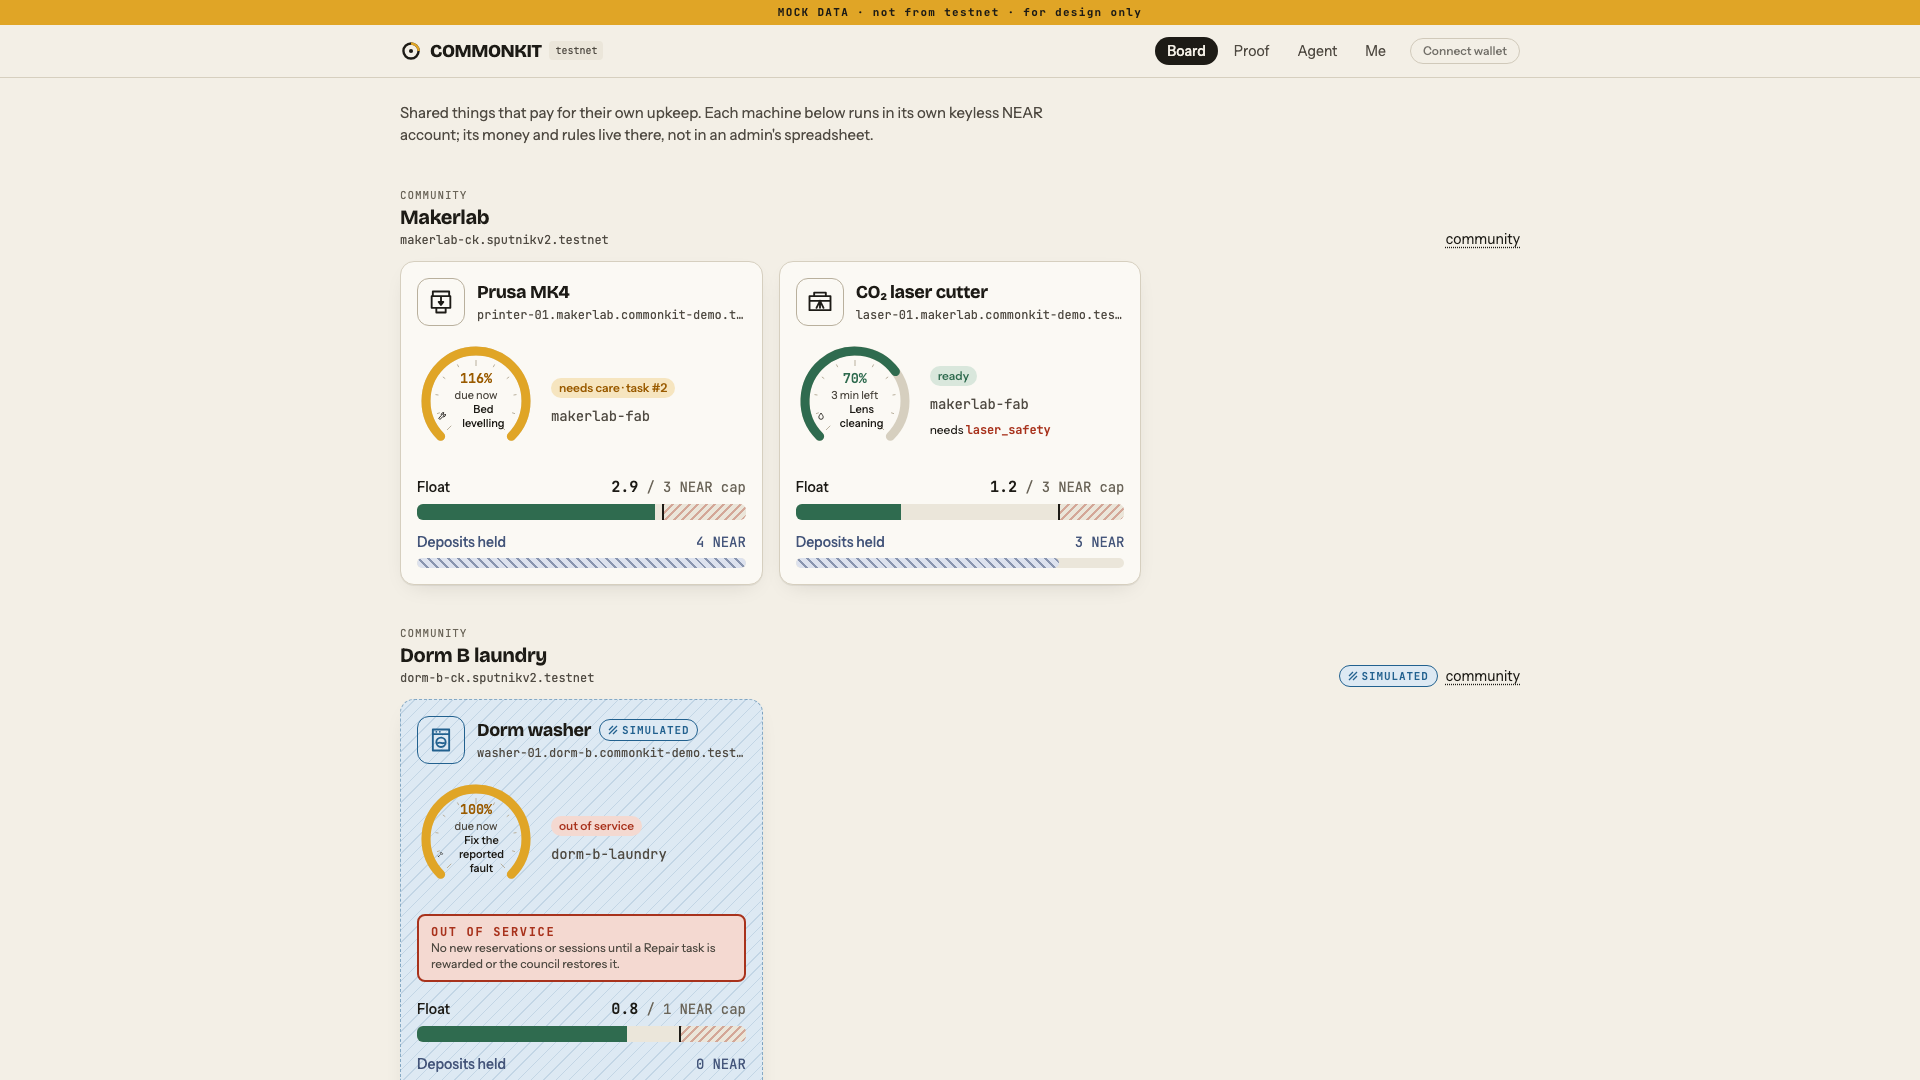 MOCK DATA · not from testnet · for design only
COMMONKIT testnet
Board Proof Agent Me Connect wallet
Shared things that pay for their own upkeep. Each machine below runs in its own keyless NEAR
account; its money and rules live there, not in an admin's spreadsheet.
COMMUNITY
Makerlab
makerlab-ck.sputnikv2.testnet
community
Prusa MK4
printer-01.makerlab.commonkit-demo.t…
116%
due now
Bed
levelling
needs care · task #2
makerlab-fab
Float 2.9 / 3 NEAR cap
Deposits held 4 NEAR
CO₂ laser cutter
laser-01.makerlab.commonkit-demo.tes…
70%
3 min left
Lens
cleaning
ready
makerlab-fab
needs laser_safety
Float 1.2 / 3 NEAR cap
Deposits held 3 NEAR
COMMUNITY
Dorm B laundry
dorm-b-ck.sputnikv2.testnet
SIMULATED community
Dorm washer SIMULATED
washer-01.dorm-b.commonkit-demo.test…
100%
due now
Fix the
reported
fault
out of service
dorm-b-laundry
OUT OF SERVICE
No new reservations or sessions until a Repair task is
rewarded or the council restores it.
Float 0.8 / 1 NEAR cap
Deposits held 0 NEAR